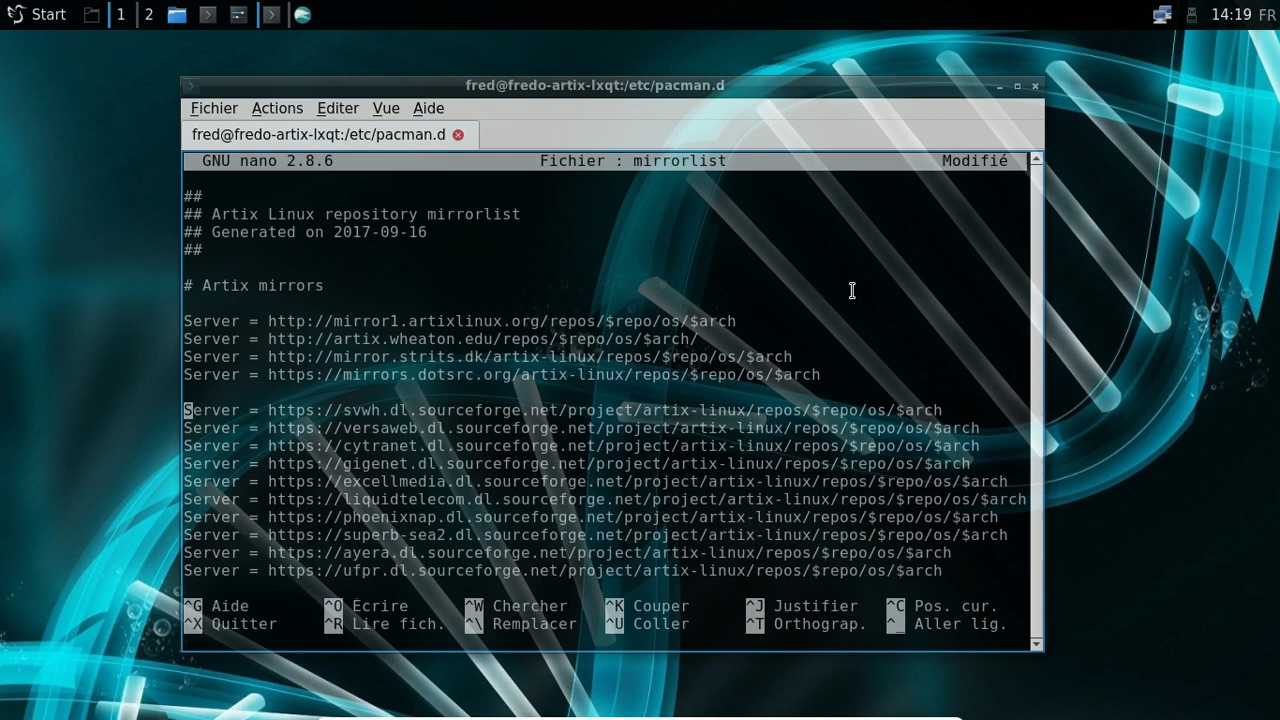 Start 1 2 14:19 FR
fred@fredo-artix-lxqt:/etc/pacman.d
Fichier Actions Editer Vue Aide
fred@fredo-artix-lxqt:/etc/pacman.d
GNU nano 2.8.6 Fichier : mirrorlist Modifié
##
## Artix Linux repository mirrorlist
## Generated on 2017-09-16
##
# Artix mirrors
Server = http://mirror1.artixlinux.org/repos/$repo/os/$arch
Server = http://artix.wheaton.edu/repos/$repo/os/$arch/
Server = http://mirror.strits.dk/artix-linux/repos/$repo/os/$arch
Server = https://mirrors.dotsrc.org/artix-linux/repos/$repo/os/$arch
Server = https://svwh.dl.sourceforge.net/project/artix-linux/repos/$repo/os/$arch
Server = https://versaweb.dl.sourceforge.net/project/artix-linux/repos/$repo/os/$arch
Server = https://cytranet.dl.sourceforge.net/project/artix-linux/repos/$repo/os/$arch
Server = https://gigenet.dl.sourceforge.net/project/artix-linux/repos/$repo/os/$arch
Server = https://excellmedia.dl.sourceforge.net/project/artix-linux/repos/$repo/os/$arch
Server = https://liquidtelecom.dl.sourceforge.net/project/artix-linux/repos/$repo/os/$arch
Server = https://phoenixnap.dl.sourceforge.net/project/artix-linux/repos/$repo/os/$arch
Server = https://superb-sea2.dl.sourceforge.net/project/artix-linux/repos/$repo/os/$arch
Server = https://ayera.dl.sourceforge.net/project/artix-linux/repos/$repo/os/$arch
Server = https://ufpr.dl.sourceforge.net/project/artix-linux/repos/$repo/os/$arch
^G Aide ^O Écrire ^W Chercher ^K Couper ^J Justifier ^C Pos. cur.
^X Quitter ^R Lire fich. ^\ Remplacer ^U Coller ^T Orthograp. ^_ Aller lig.